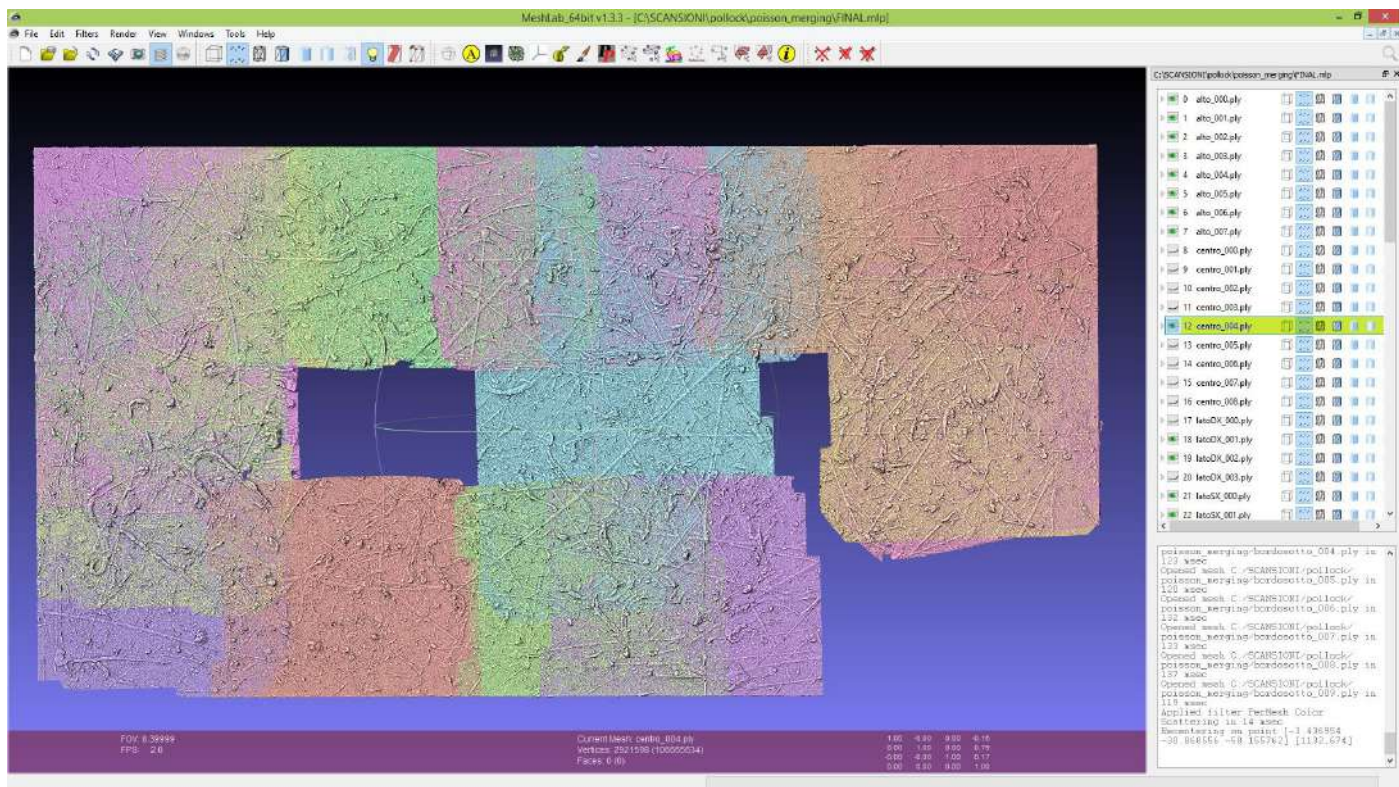 MeshLab_64bit v1.3.3 - [C:\SCANSIONI\pollock\poisson_merging\FINAL.mlp]
File Edit Filters Render View Windows Tools Help
C:\SCANSIONI\pollock\poisson_merging\FINAL.mlp
0 alto_000.ply
1 alto_001.ply
2 alto_002.ply
3 alto_003.ply
4 alto_004.ply
5 alto_005.ply
6 alto_006.ply
7 alto_007.ply
8 centro_000.ply
9 centro_001.ply
10 centro_002.ply
11 centro_003.ply
12 centro_004.ply
13 centro_005.ply
14 centro_006.ply
15 centro_007.ply
16 centro_008.ply
17 latoDX_000.ply
18 latoDX_001.ply
19 latoDX_002.ply
20 latoDX_003.ply
21 latoSX_000.ply
22 latoSX_001.ply
poisson_merging/bordosotto_004.ply in
123 msec
Opened mesh C:/SCANSIONI/pollock/
poisson_merging/bordosotto_005.ply in
128 msec
Opened mesh C:/SCANSIONI/pollock/
poisson_merging/bordosotto_006.ply in
132 msec
Opened mesh C:/SCANSIONI/pollock/
poisson_merging/bordosotto_007.ply in
133 msec
Opened mesh C:/SCANSIONI/pollock/
poisson_merging/bordosotto_008.ply in
137 msec
Opened mesh C:/SCANSIONI/pollock/
poisson_merging/bordosotto_009.ply in
119 msec
Applied filter PerMesh Color
Scattering in 14 msec
FOV: 8.39999
FPS: 2.0
Current Mesh: centro_004.ply
Vertices: 2921598
Faces: 0 (0)